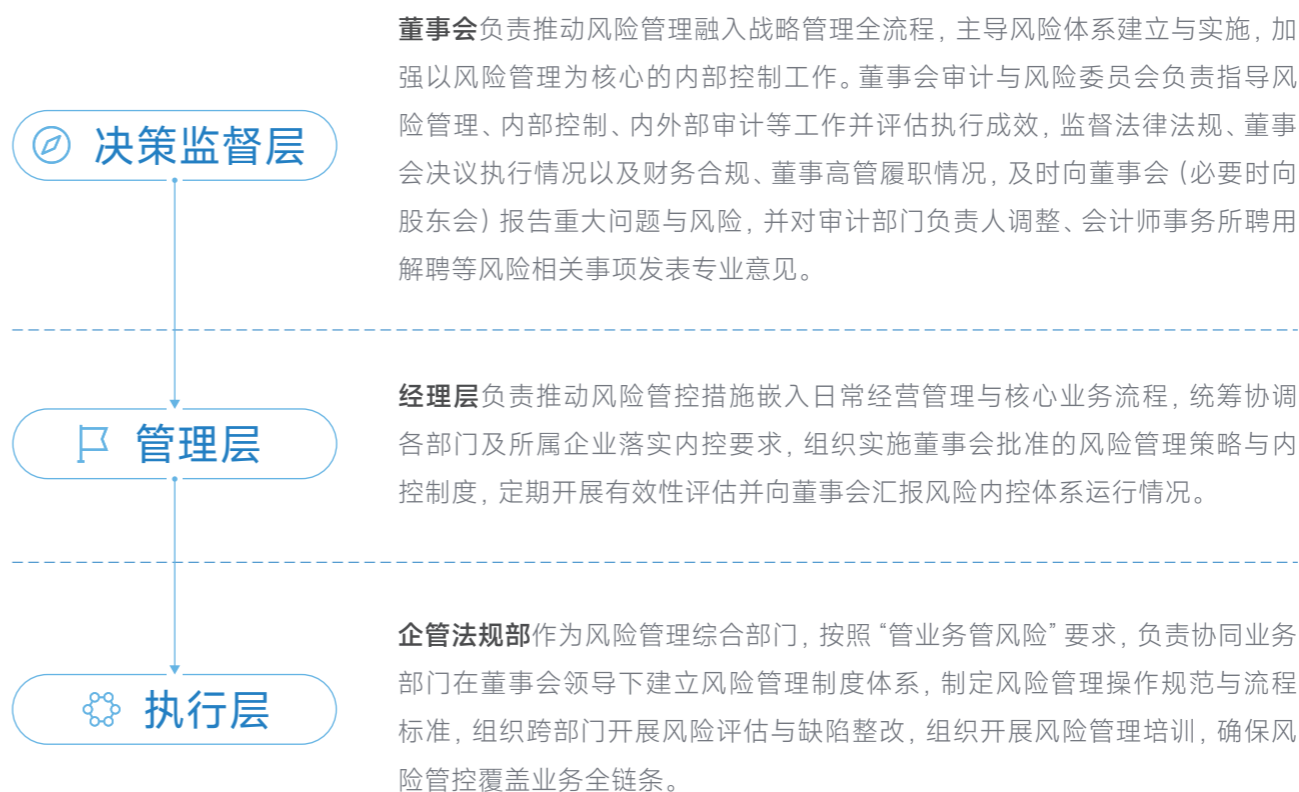 决策监督层
董事会负责推动风险管理融入战略管理全流程，主导风险体系建立与实施，加
强以风险管理为核心的内部控制工作。董事会审计与风险委员会负责指导风
险管理、内部控制、内外部审计等工作并评估执行成效，监督法律法规、董事
会决议执行情况以及财务合规、董事高管履职情况，及时向董事会（必要时向
股东会）报告重大问题与风险，并对审计部门负责人调整、会计师事务所聘用
解聘等风险相关事项发表专业意见。
管理层
经理层负责推动风险管控措施嵌入日常经营管理与核心业务流程，统筹协调
各部门及所属企业落实内控要求，组织实施董事会批准的风险管理策略与内
控制度，定期开展有效性评估并向董事会汇报风险内控体系运行情况。
执行层
企管法规部作为风险管理综合部门，按照“管业务管风险”要求，负责协同业务
部门在董事会领导下建立风险管理制度体系，制定风险管理操作规范与流程
标准，组织跨部门开展风险评估与缺陷整改，组织开展风险管理培训，确保风
险管控覆盖业务全链条。